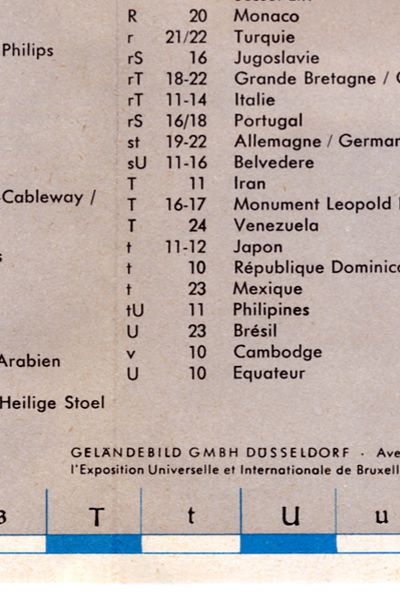 R 20 Monaco
Philips
r 21/22 Turquie
rS 16 Jugoslavie
rT 18-22 Grande Bretagne /
rT 11-14 Italie
rS 16/18 Portugal
st 19-22 Allemagne / German
sU 11-16 Belvedere
T 11 Iran
Cableway /
T 16-17 Monument Leopold
T 24 Venezuela
t 11-12 Japon
s
t 10 République Dominic
t 23 Mexique
tU 11 Philipines
U 23 Brésil
v 10 Cambodge
Arabien
U 10 Equateur
Heilige Stoel
GELÄNDEBILD GMBH DÜSSELDORF · Ave
l'Exposition Universelle et Internationale de Bruxell
T t U u